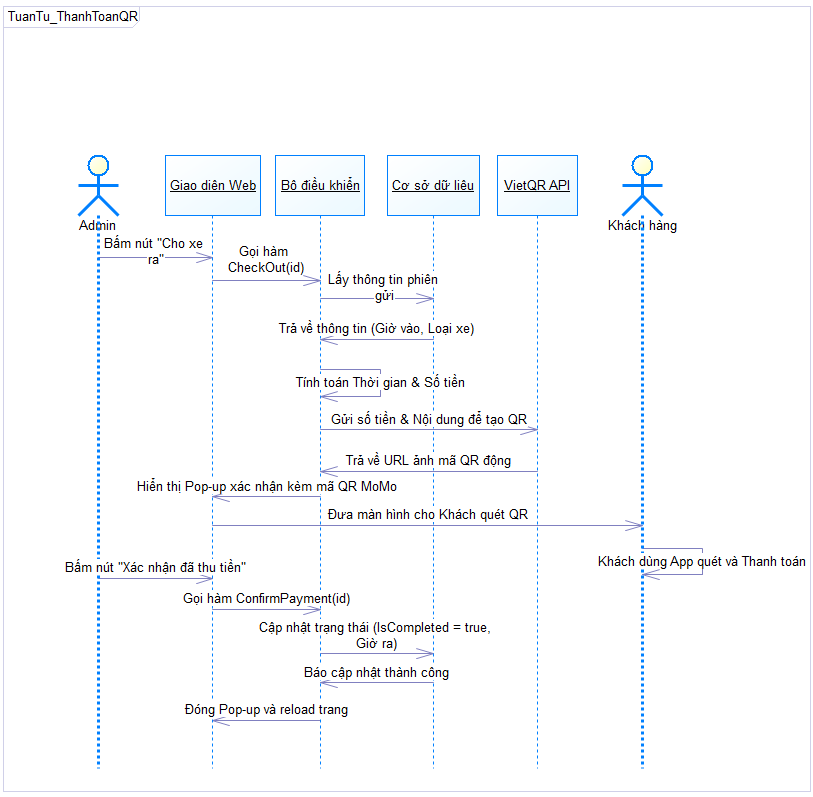 TuanTu_ThanhToanQR
Giao diên Web
Bô điều khiển
Cơ sở dữ liêu
VietQR API
Admin
Khách hàng
Bấm nút "Cho xe
ra"
Gọi hàm
CheckOut(id)
Lấy thông tin phiên
gửi
Trả về thông tin (Giờ vào, Loại xe)
Tính toán Thời gian & Số tiền
Gửi số tiền & Nội dung để tạo QR
Trả về URL ảnh mã QR động
Hiển thị Pop-up xác nhận kèm mã QR MoMo
Đưa màn hình cho Khách quét QR
Khách dùng App quét và Thanh toán
Bấm nút "Xác nhận đã thu tiền"
Gọi hàm ConfirmPayment(id)
Cập nhật trạng thái (IsCompleted = true,
Giờ ra)
Báo cập nhật thành công
Đóng Pop-up và reload trang